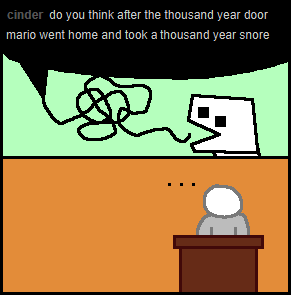 cinder do you think after the thousand year door
mario went home and took a thousand year snore
...